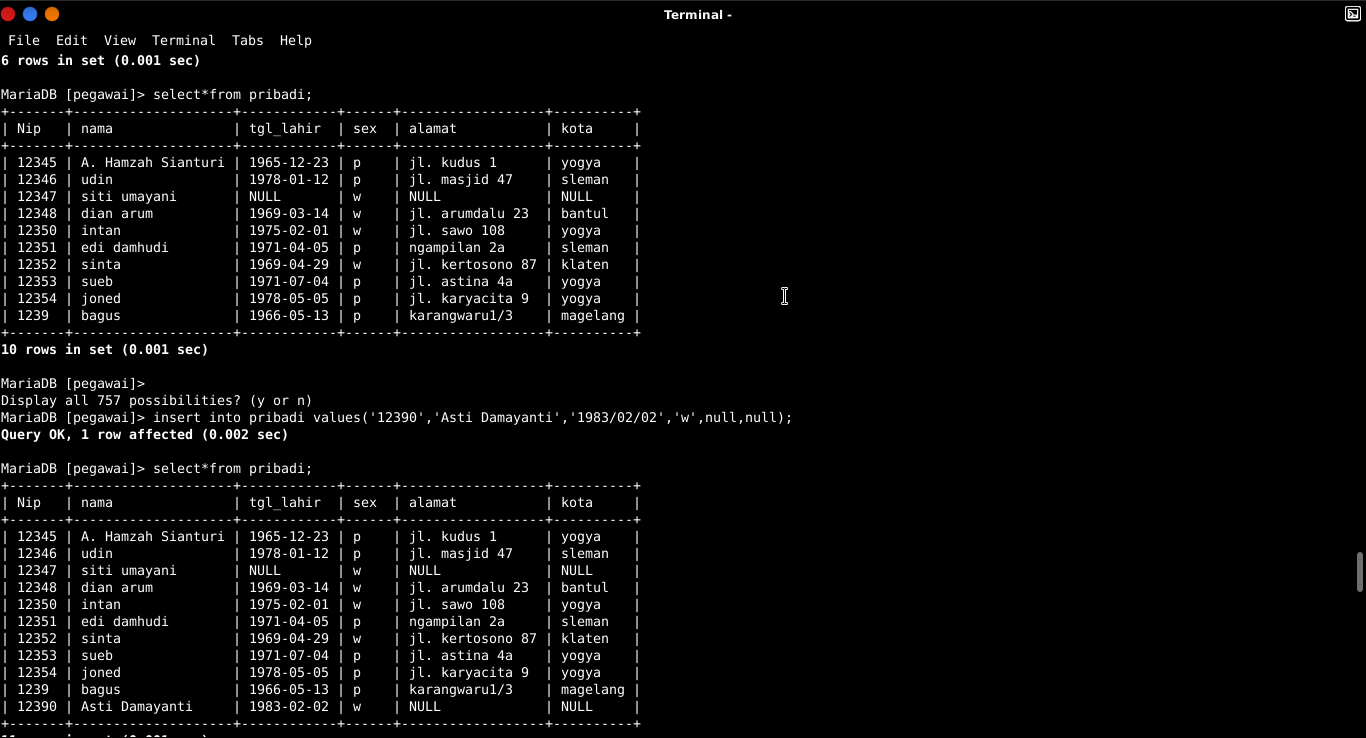 Terminal -
File Edit View Terminal Tabs Help
6 rows in set (0.001 sec)
MariaDB [pegawai]> select*from pribadi;
+-------+--------------------+------------+------+------------------+----------+
| Nip   | nama               | tgl_lahir  | sex  | alamat           | kota     |
+-------+--------------------+------------+------+------------------+----------+
| 12345 | A. Hamzah Sianturi | 1965-12-23 | p    | jl. kudus 1      | yogya    |
| 12346 | udin               | 1978-01-12 | p    | jl. masjid 47    | sleman   |
| 12347 | siti umayani       | NULL       | w    | NULL             | NULL     |
| 12348 | dian arum          | 1969-03-14 | w    | jl. arumdalu 23  | bantul   |
| 12350 | intan              | 1975-02-01 | w    | jl. sawo 108     | yogya    |
| 12351 | edi damhudi        | 1971-04-05 | p    | ngampilan 2a     | sleman   |
| 12352 | sinta              | 1969-04-29 | w    | jl. kertosono 87 | klaten   |
| 12353 | sueb               | 1971-07-04 | p    | jl. astina 4a    | yogya    |
| 12354 | joned              | 1978-05-05 | p    | jl. karyacita 9  | yogya    |
| 1239  | bagus              | 1966-05-13 | p    | karangwaru1/3    | magelang |
+-------+--------------------+------------+------+------------------+----------+
10 rows in set (0.001 sec)
MariaDB [pegawai]>
Display all 757 possibilities? (y or n)
MariaDB [pegawai]> insert into pribadi values('12390','Asti Damayanti','1983/02/02','w',null,null);
Query OK, 1 row affected (0.002 sec)
MariaDB [pegawai]> select*from pribadi;
+-------+--------------------+------------+------+------------------+----------+
| Nip   | nama               | tgl_lahir  | sex  | alamat           | kota     |
+-------+--------------------+------------+------+------------------+----------+
| 12345 | A. Hamzah Sianturi | 1965-12-23 | p    | jl. kudus 1      | yogya    |
| 12346 | udin               | 1978-01-12 | p    | jl. masjid 47    | sleman   |
| 12347 | siti umayani       | NULL       | w    | NULL             | NULL     |
| 12348 | dian arum          | 1969-03-14 | w    | jl. arumdalu 23  | bantul   |
| 12350 | intan              | 1975-02-01 | w    | jl. sawo 108     | yogya    |
| 12351 | edi damhudi        | 1971-04-05 | p    | ngampilan 2a     | sleman   |
| 12352 | sinta              | 1969-04-29 | w    | jl. kertosono 87 | klaten   |
| 12353 | sueb               | 1971-07-04 | p    | jl. astina 4a    | yogya    |
| 12354 | joned              | 1978-05-05 | p    | jl. karyacita 9  | yogya    |
| 1239  | bagus              | 1966-05-13 | p    | karangwaru1/3    | magelang |
| 12390 | Asti Damayanti     | 1983-02-02 | w    | NULL             | NULL     |
+-------+--------------------+------------+------+------------------+----------+